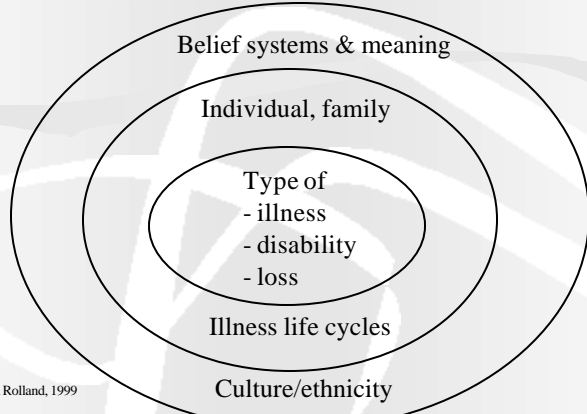 Belief systems & meaning
Individual, family
Type of
- illness
- disability
- loss
Illness life cycles
Rolland, 1999
Culture/ethnicity